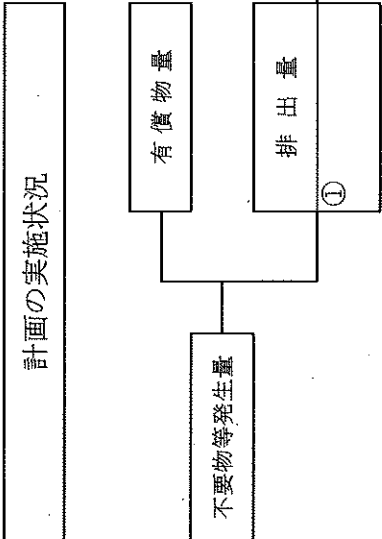 計画の実施状況
不要物等発生量
有償物量
排出量
①